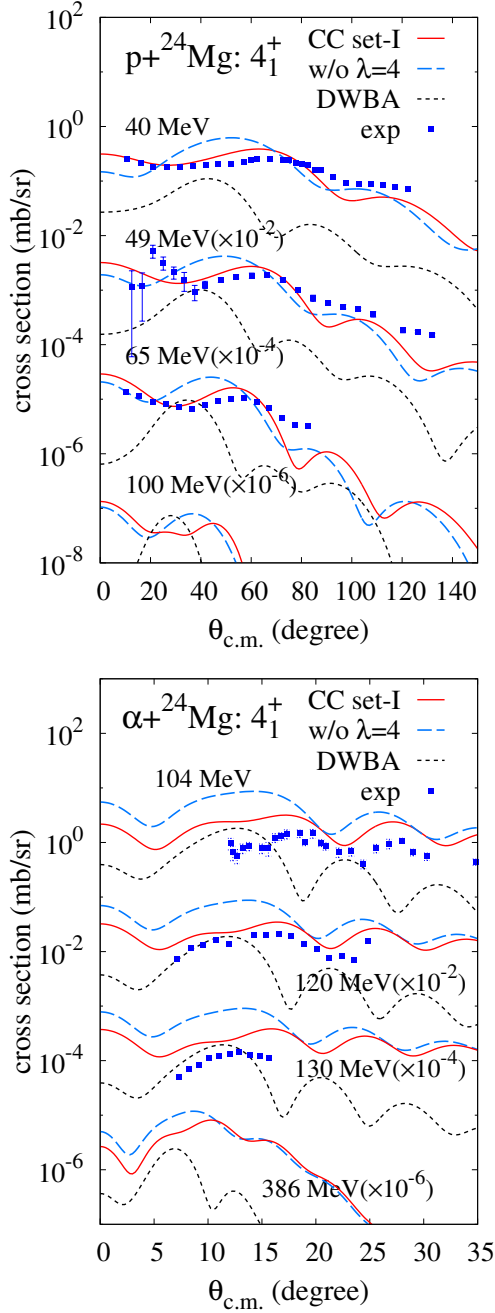 p+²⁴Mg: 4₁⁺
CC set-I
w/o λ=4
DWBA
exp
40 MeV
49 MeV(×10⁻²)
65 MeV(×10⁻⁴)
100 MeV(×10⁻⁶)
cross section (mb/sr)
10²
10⁰
10⁻²
10⁻⁴
10⁻⁶
10⁻⁸
0 20 40 60 80 100 120 140
θc.m. (degree)
α+²⁴Mg: 4₁⁺
CC set-I
w/o λ=4
DWBA
exp
104 MeV
120 MeV(×10⁻²)
130 MeV(×10⁻⁴)
386 MeV(×10⁻⁶)
cross section (mb/sr)
10²
10⁰
10⁻²
10⁻⁴
10⁻⁶
0 5 10 15 20 25 30 35
θc.m. (degree)